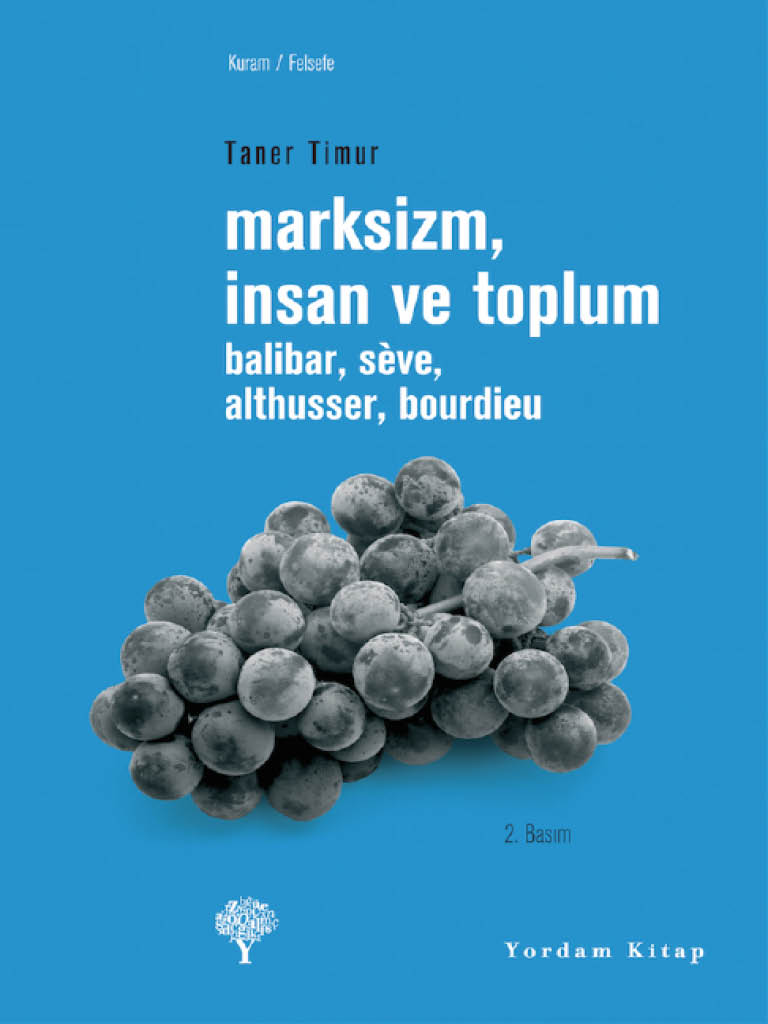 Kuram / Felsefe
Taner Timur
marksizm,
insan ve toplum
balibar, sève,
althusser, bourdieu
2. Basım
Yordam Kitap